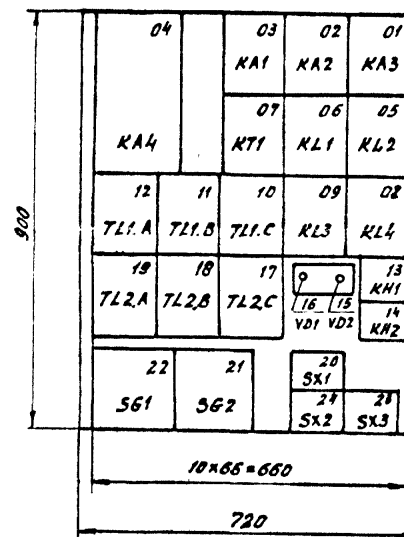 04 03 02 01
KA4 KA1 KA2 KA3
07 06 05
KT1 KL1 KL2
12 11 10 09 08
TL1.A TL1.B TL1.C KL3 KL4
19 18 17
TL2.A TL2.B TL2.C
16 15
VD1 VD2
13
KH1
14
KH2
22 21
SG1 SG2
20
SX1
24
SX2 SX3
900
10×66=660
720